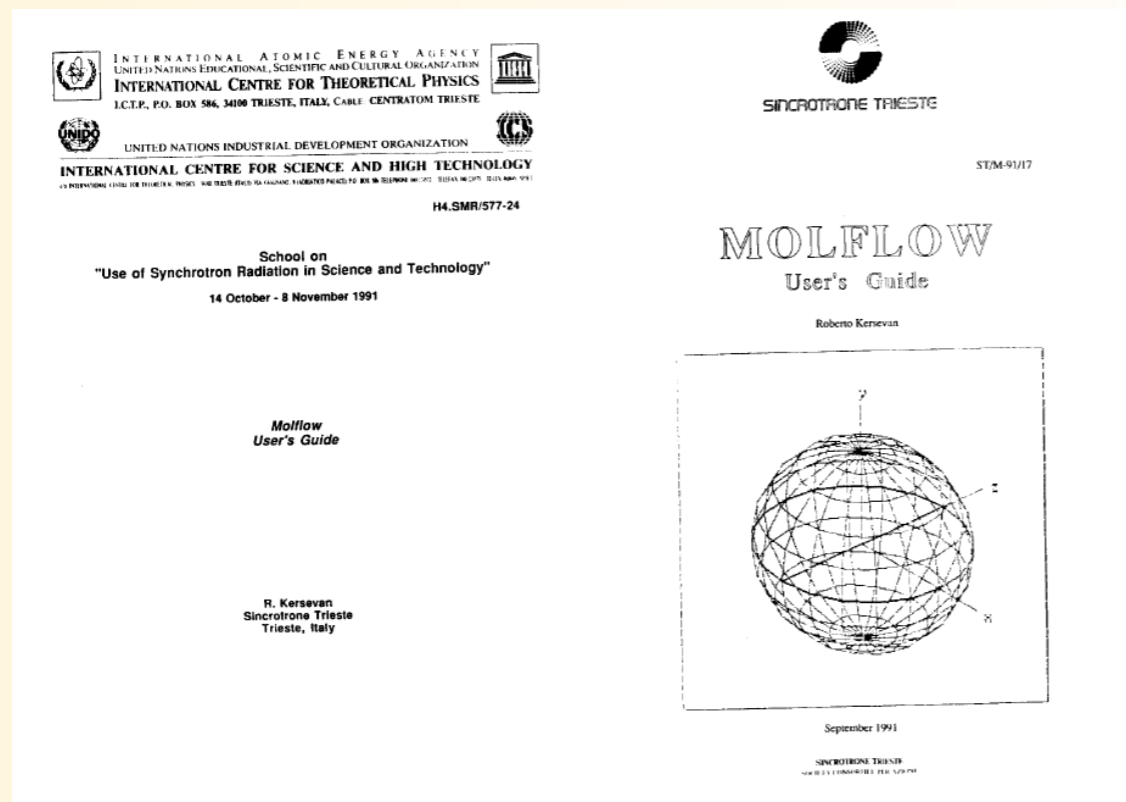 INTERNATIONAL ATOMIC ENERGY AGENCY
UNITED NATIONS EDUCATIONAL, SCIENTIFIC AND CULTURAL ORGANIZATION
INTERNATIONAL CENTRE FOR THEORETICAL PHYSICS
I.C.T.P., P.O. BOX 586, 34100 TRIESTE, ITALY, CABLE CENTRATOM TRIESTE
UNIDO
ICS
UNITED NATIONS INDUSTRIAL DEVELOPMENT ORGANIZATION
INTERNATIONAL CENTRE FOR SCIENCE AND HIGH TECHNOLOGY
H4.SMR/577-24
School on
"Use of Synchrotron Radiation in Science and Technology"
14 October - 8 November 1991
Molflow
User's Guide
R. Kersevan
Sincrotrone Trieste
Trieste, Italy
SINCROTRONE TRIESTE
ST/M-91/17
MOLFLOW
User's Guide
Roberto Kersevan
y
z
x
September 1991
SINCROTRONE TRIESTE